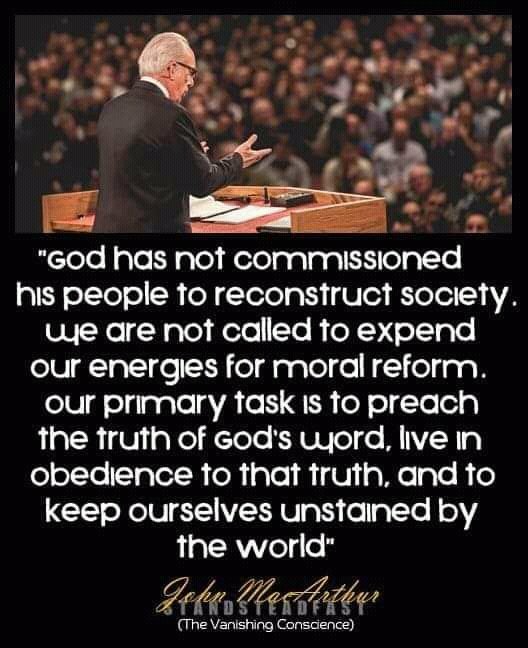 "God has not commissioned
his people to reconstruct society.
we are not called to expend
our energies for moral reform.
our primary task is to preach
the truth of God's word, live in
obedience to that truth, and to
keep ourselves unstained by
the world"
John MacArthur
STANDSTEADFAST
(The Vanishing Conscience)